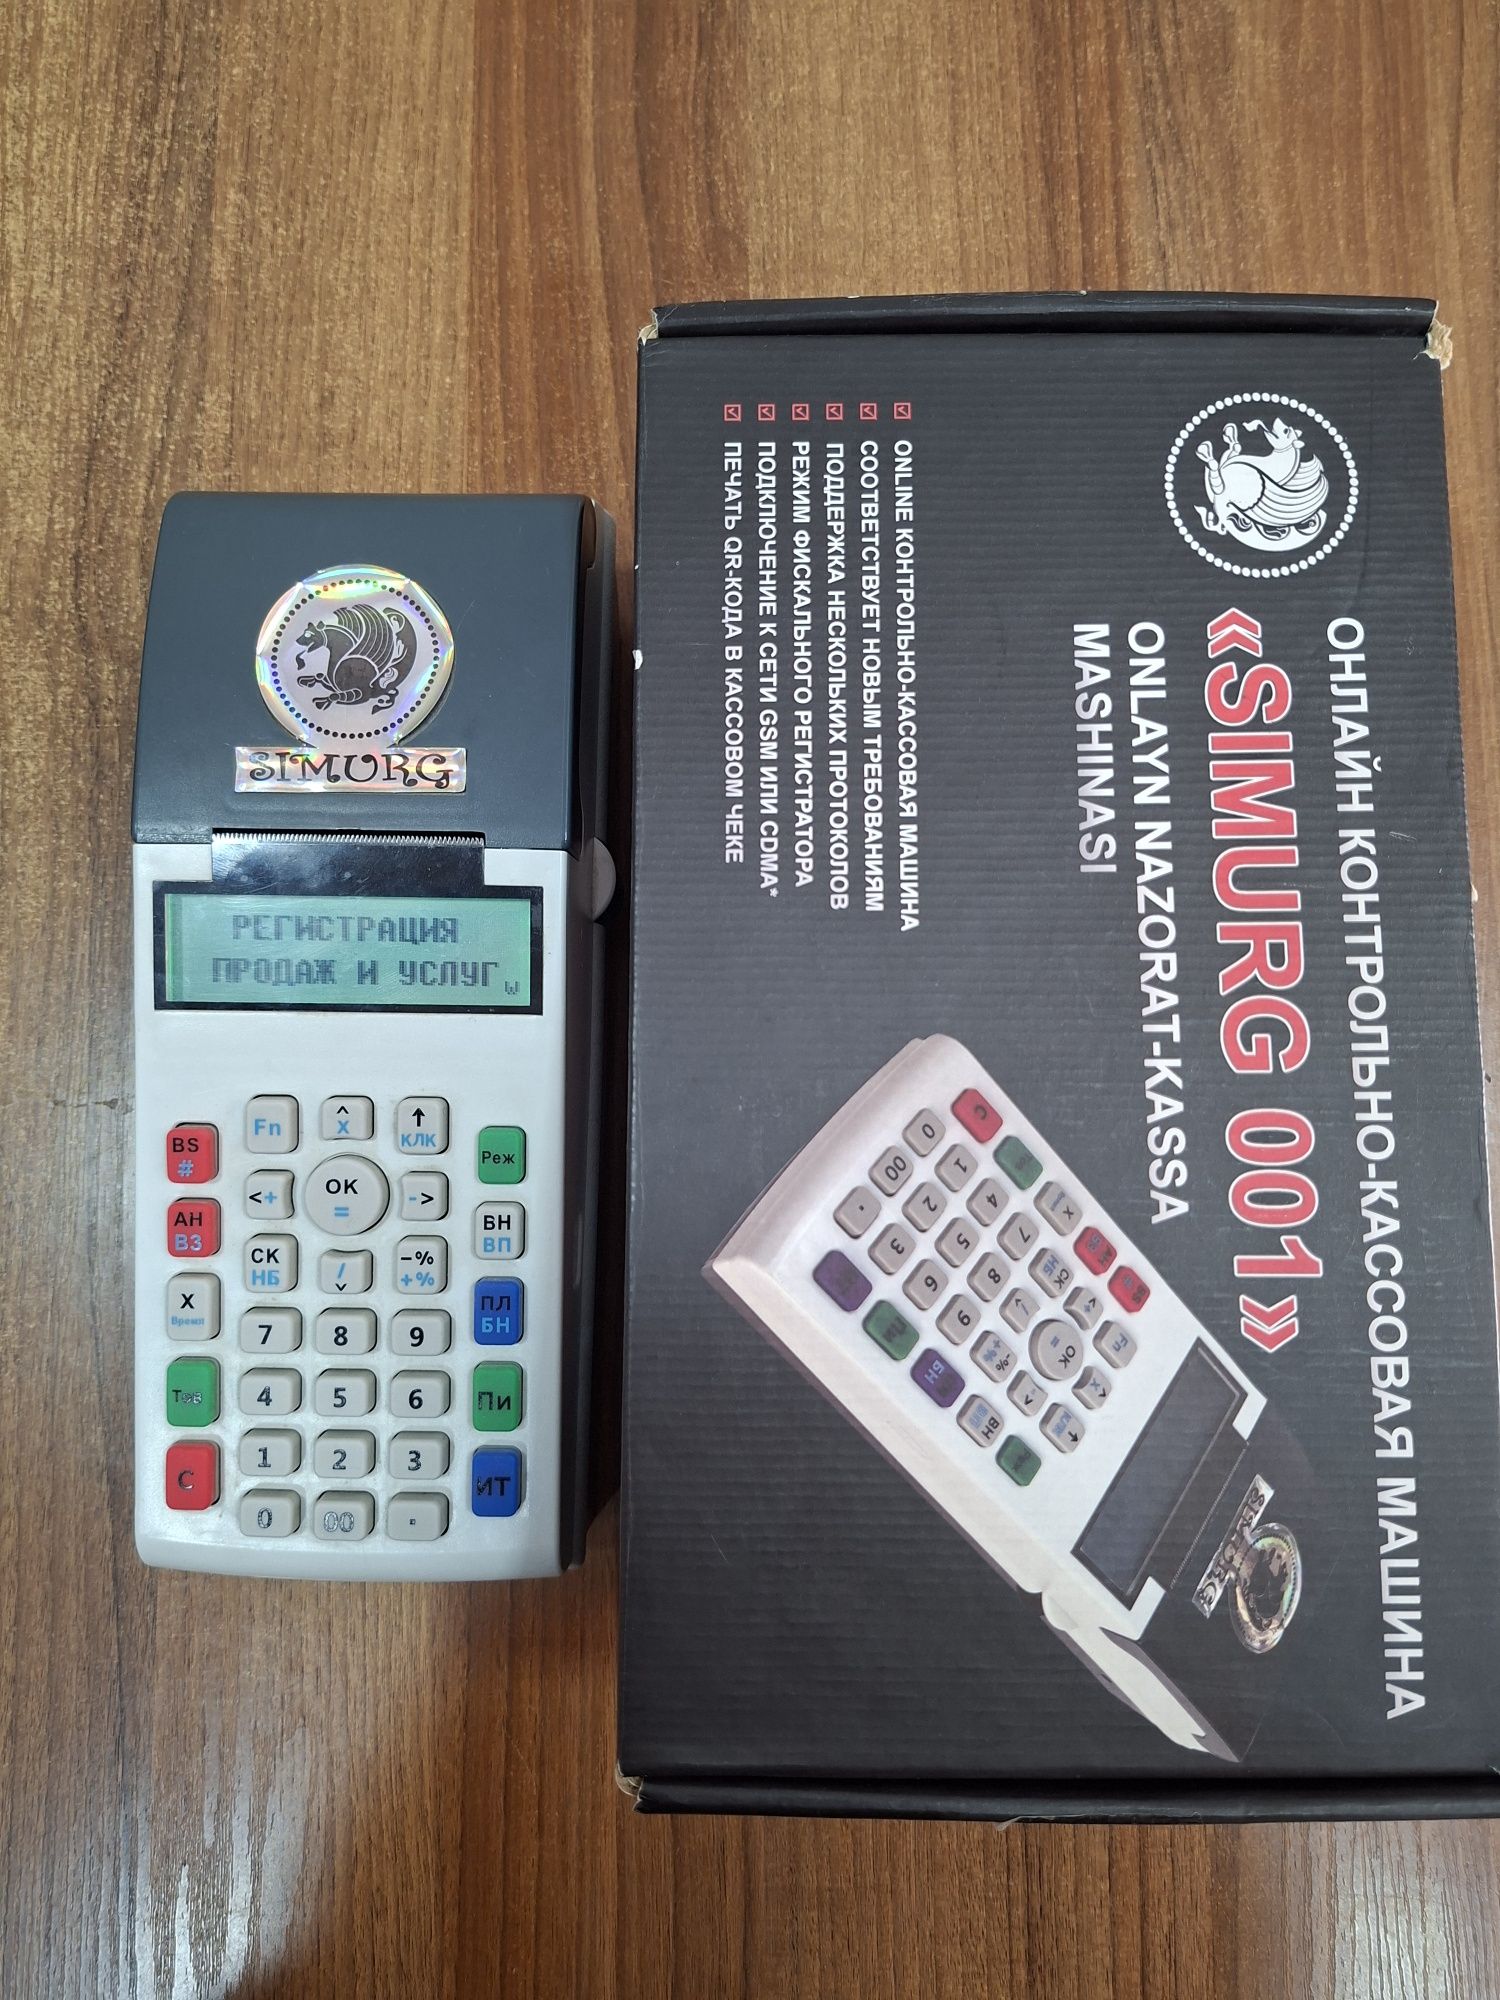 SIMURG
РЕГИСТРАЦИЯ
ПРОДАЖ И УСЛУГ
Fn
^ X
↑ КЛК
BS #
Реж
<+
OK =
->
АН ВЗ
ВН ВП
СК НБ
/
-% +%
X Время
ПЛ БН
7 8 9
Тов
4 5 6
Пи
1 2 3
С
ИТ
0 00 .
ОНЛАЙН КОНТРОЛЬНО-КАССОВАЯ МАШИНА
«SIMURG 001»
ONLAYN NAZORAT-KASSA
MASHINASI
ONLINE КОНТРОЛЬНО-КАССОВАЯ МАШИНА
СООТВЕТСТВУЕТ НОВЫМ ТРЕБОВАНИЯМ
ПОДДЕРЖКА НЕСКОЛЬКИХ ПРОТОКОЛОВ
РЕЖИМ ФИСКАЛЬНОГО РЕГИСТРАТОРА
ПОДКЛЮЧЕНИЕ К СЕТИ GSM ИЛИ CDMA*
ПЕЧАТЬ QR-КОДА В КАССОВОМ ЧЕКЕ